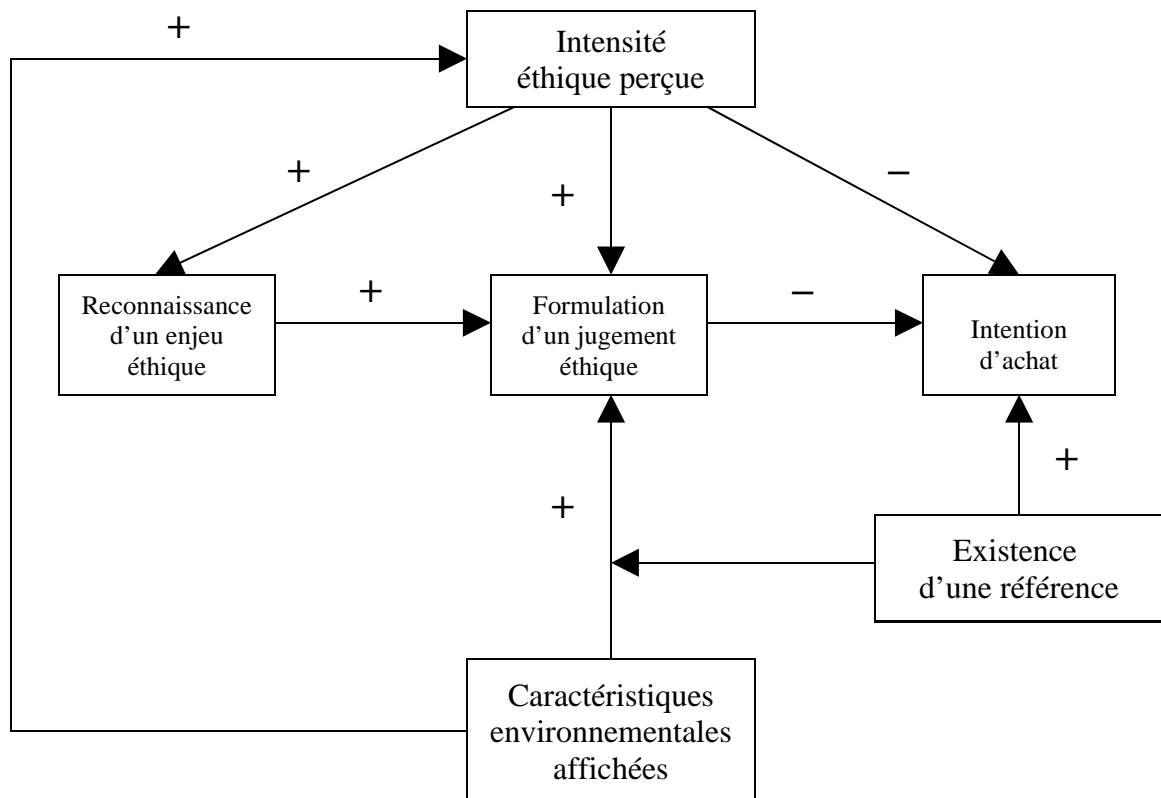 +
Intensité
éthique perçue
+
+
−
Reconnaissance
d’un enjeu
éthique
+
Formulation
d’un jugement
éthique
−
Intention
d’achat
+
+
Existence
d’une référence
Caractéristiques
environnementales
affichées